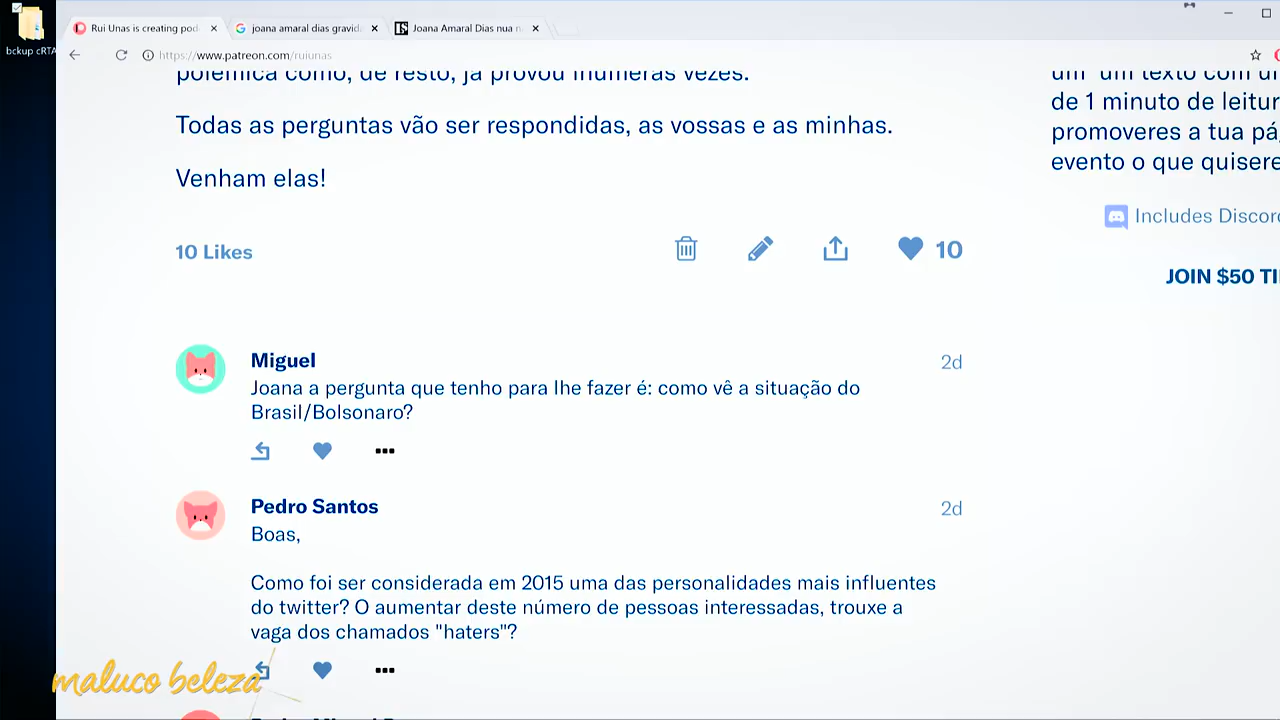 bckup cRTA
Rui Unas is creating pod
joana amaral dias gravid
Joana Amaral Dias nua n
https://www.patreon.com/ruiunas
polémica como, de resto, já provou inúmeras vezes.
Todas as perguntas vão ser respondidas, as vossas e as minhas.
Venham elas!
10 Likes
10
um texto com
de 1 minuto de leitur
promoveres a tua pá
evento o que quisere
Includes Discor
JOIN $50 TI
Miguel
2d
Joana a pergunta que tenho para lhe fazer é: como vê a situação do
Brasil/Bolsonaro?
Pedro Santos
2d
Boas,
Como foi ser considerada em 2015 uma das personalidades mais influentes
do twitter? O aumentar deste número de pessoas interessadas, trouxe a
vaga dos chamados "haters"?
maluco beleza